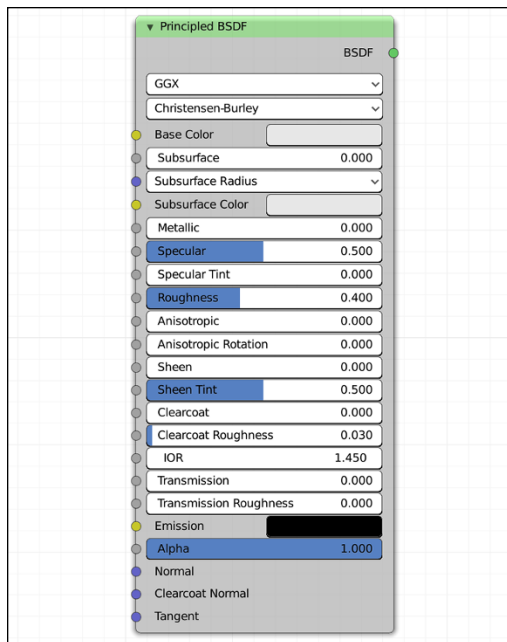 Principled BSDF
BSDF
GGX
Christensen-Burley
Base Color
Subsurface 0.000
Subsurface Radius
Subsurface Color
Metallic 0.000
Specular 0.500
Specular Tint 0.000
Roughness 0.400
Anisotropic 0.000
Anisotropic Rotation 0.000
Sheen 0.000
Sheen Tint 0.500
Clearcoat 0.000
Clearcoat Roughness 0.030
IOR 1.450
Transmission 0.000
Transmission Roughness 0.000
Emission
Alpha 1.000
Normal
Clearcoat Normal
Tangent